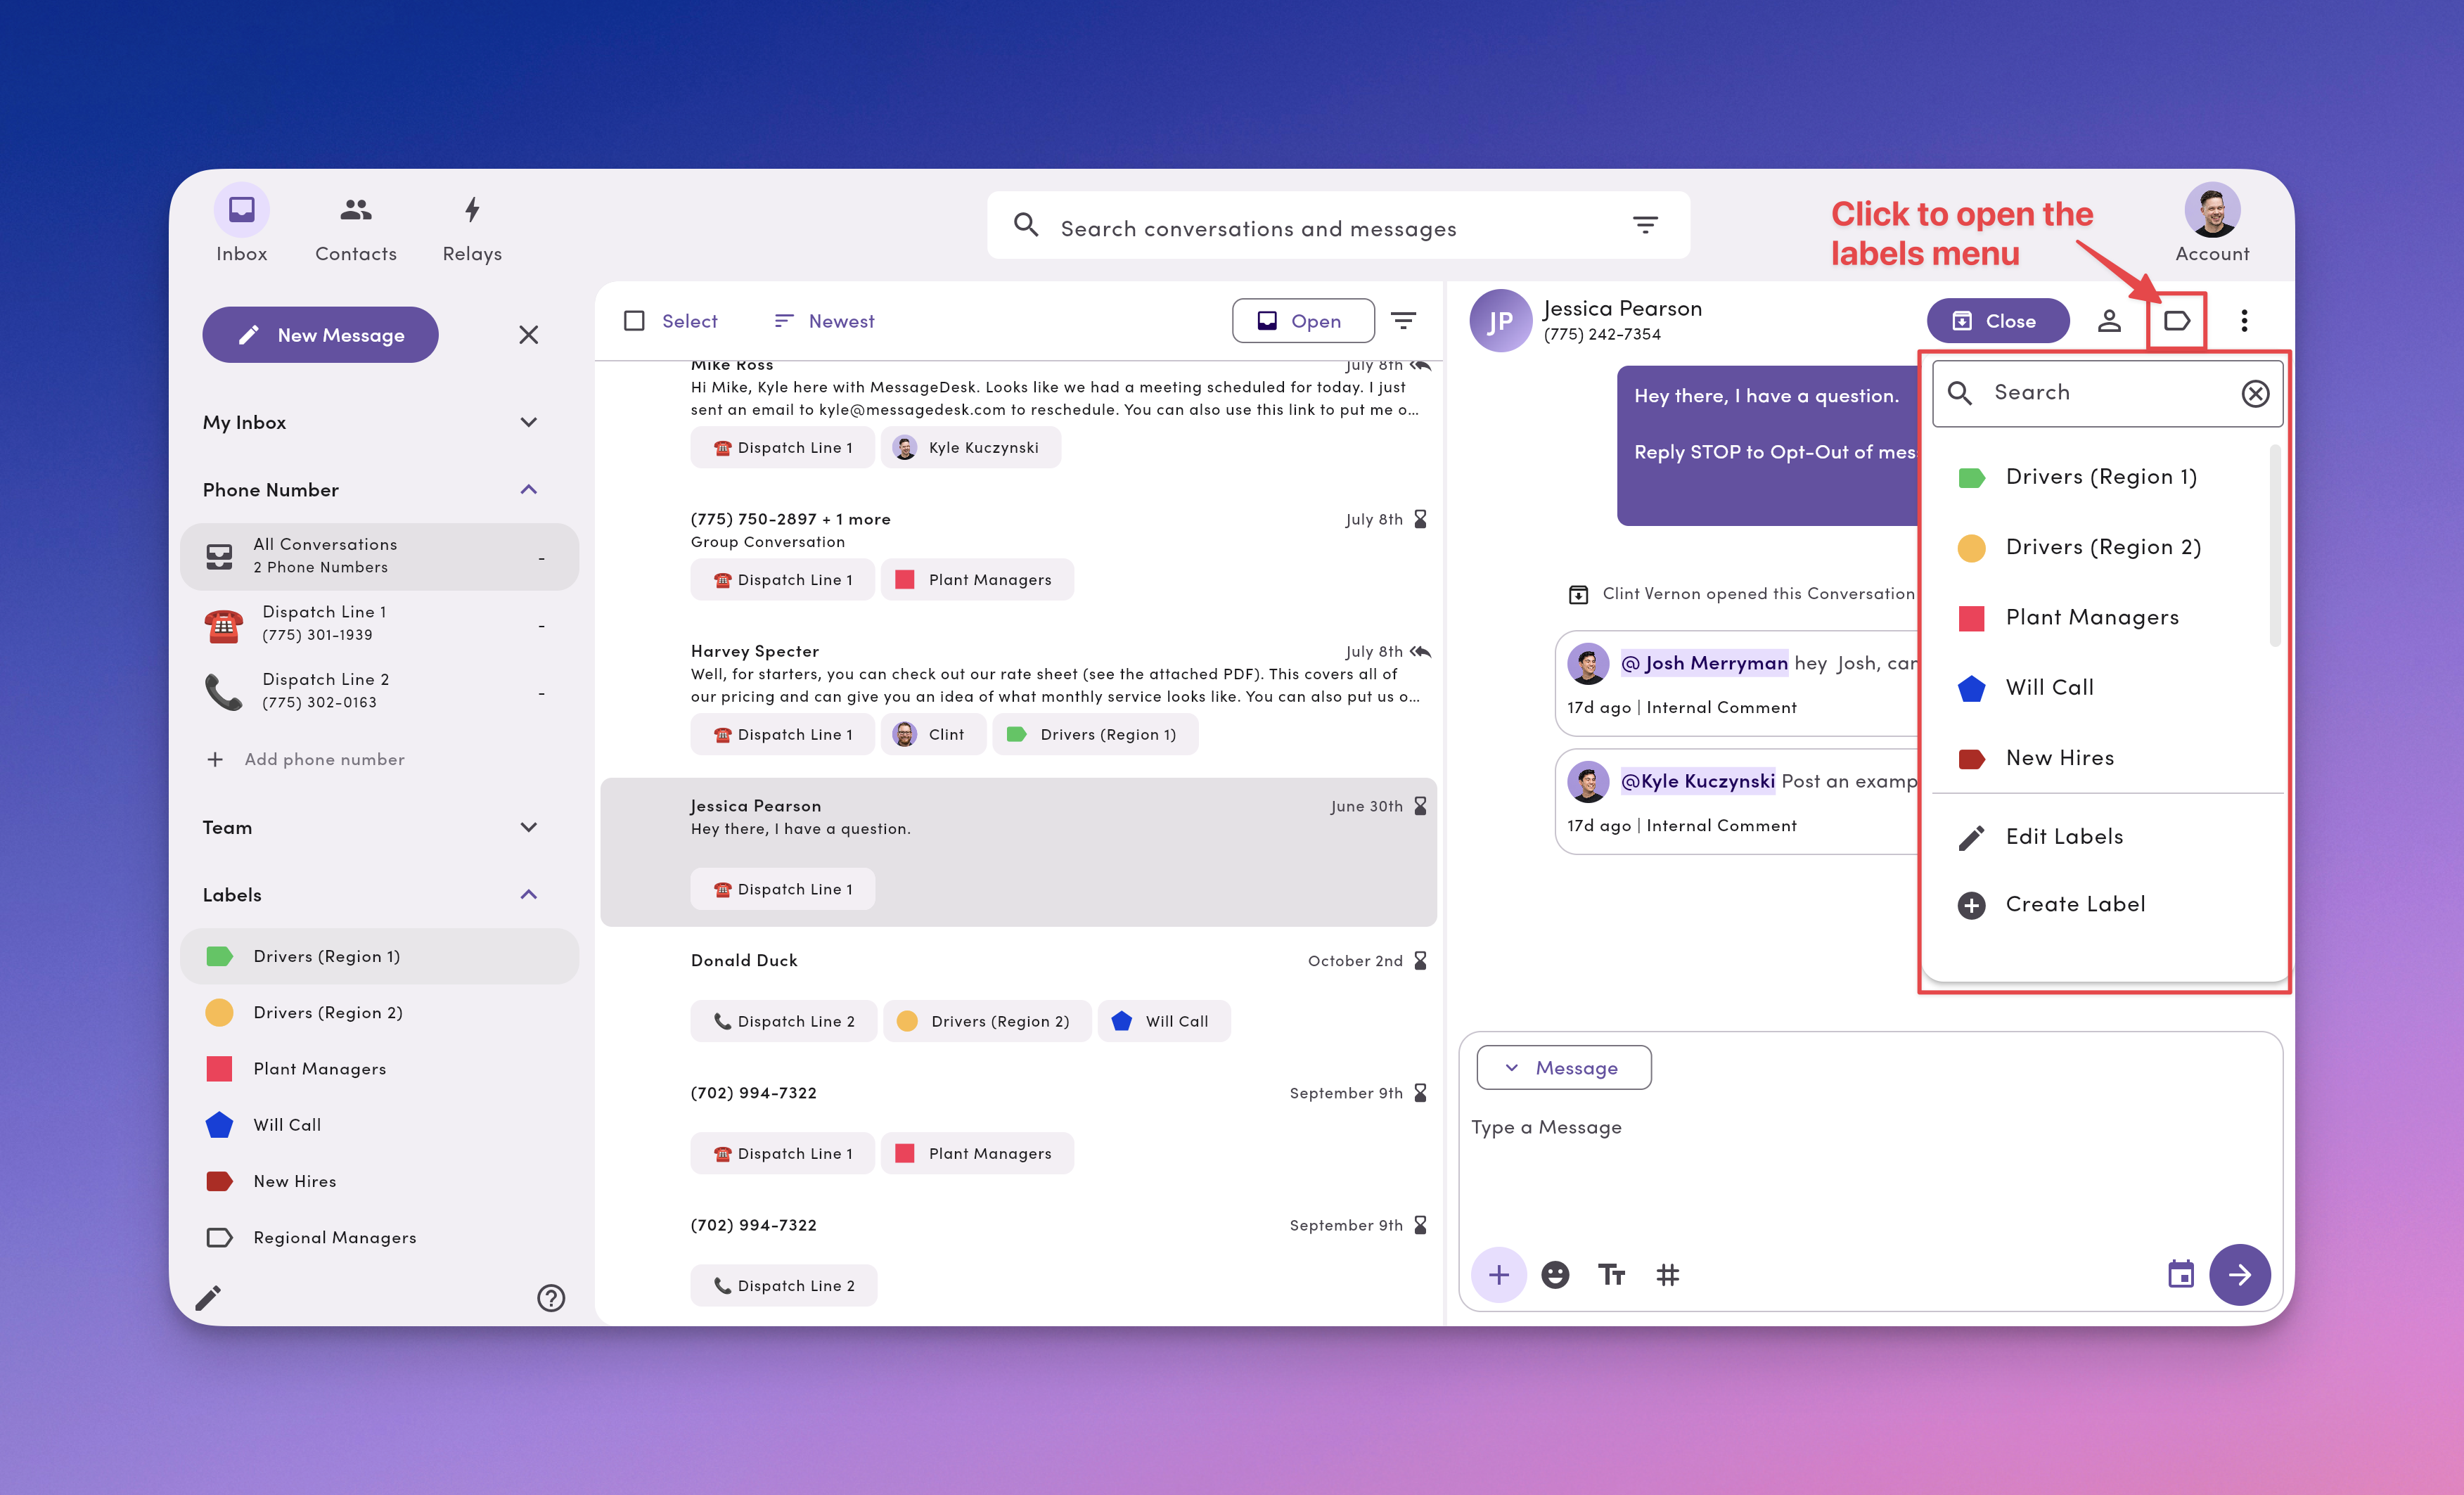 Inbox
Contacts
Relays
Search conversations and messages
Click to open the
labels menu
Account
New Message
My Inbox
Phone Number
All Conversations
2 Phone Numbers
-
Dispatch Line 1
(775) 301-1939
-
Dispatch Line 2
(775) 302-0163
-
Add phone number
Team
Labels
Drivers (Region 1)
Drivers (Region 2)
Plant Managers
Will Call
New Hires
Regional Managers
Select
Newest
Open
Mike Ross
July 8th
Hi Mike, Kyle here with MessageDesk. Looks like we had a meeting scheduled for today. I just
sent an email to kyle@messagedesk.com to reschedule. You can also use this link to put me o...
Dispatch Line 1
Kyle Kuczynski
(775) 750-2897 + 1 more
July 8th
Group Conversation
Dispatch Line 1
Plant Managers
Harvey Specter
July 8th
Well, for starters, you can check out our rate sheet (see the attached PDF). This covers all of
our pricing and can give you an idea of what monthly service looks like. You can also put us o...
Dispatch Line 1
Clint
Drivers (Region 1)
Jessica Pearson
June 30th
Hey there, I have a question.
Dispatch Line 1
Donald Duck
October 2nd
Dispatch Line 2
Drivers (Region 2)
Will Call
(702) 994-7322
September 9th
Dispatch Line 1
Plant Managers
(702) 994-7322
September 9th
Dispatch Line 2
JP
Jessica Pearson
(775) 242-7354
Close
Hey there, I have a question.
Reply STOP to Opt-Out of mes
Clint Vernon opened this Conversation
@ Josh Merryman hey Josh, can
17d ago | Internal Comment
@Kyle Kuczynski Post an examp
17d ago | Internal Comment
Search
Drivers (Region 1)
Drivers (Region 2)
Plant Managers
Will Call
New Hires
Edit Labels
Create Label
Message
Type a Message